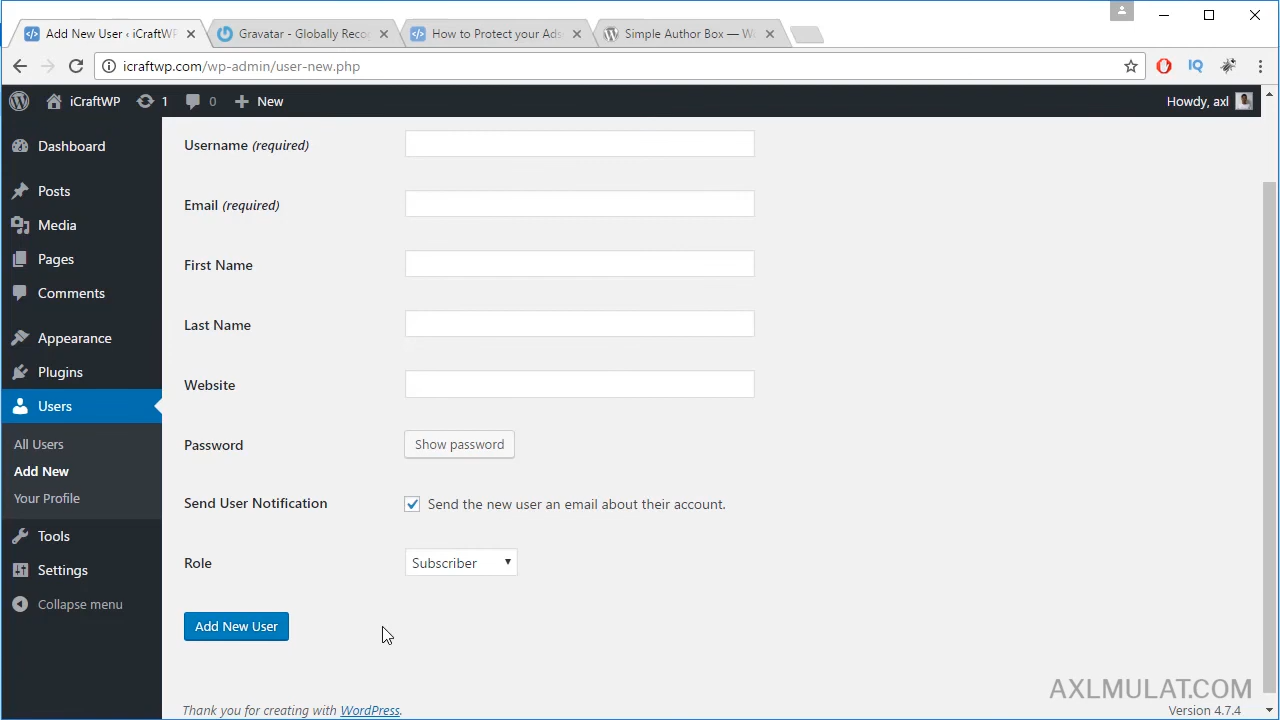 Add New User ‹ iCraftWP
Gravatar - Globally Reco
How to Protect your Ads
Simple Author Box — W
icraftwp.com/wp-admin/user-new.php
IQ
iCraftWP
1
0
New
Howdy, axl
Dashboard
Posts
Media
Pages
Comments
Appearance
Plugins
Users
All Users
Add New
Your Profile
Tools
Settings
Collapse menu
Username (required)
Email (required)
First Name
Last Name
Website
Password
Show password
Send User Notification
Send the new user an email about their account.
Role
Subscriber
Add New User
AXLMULAT.COM
Thank you for creating with WordPress.
Version 4.7.4